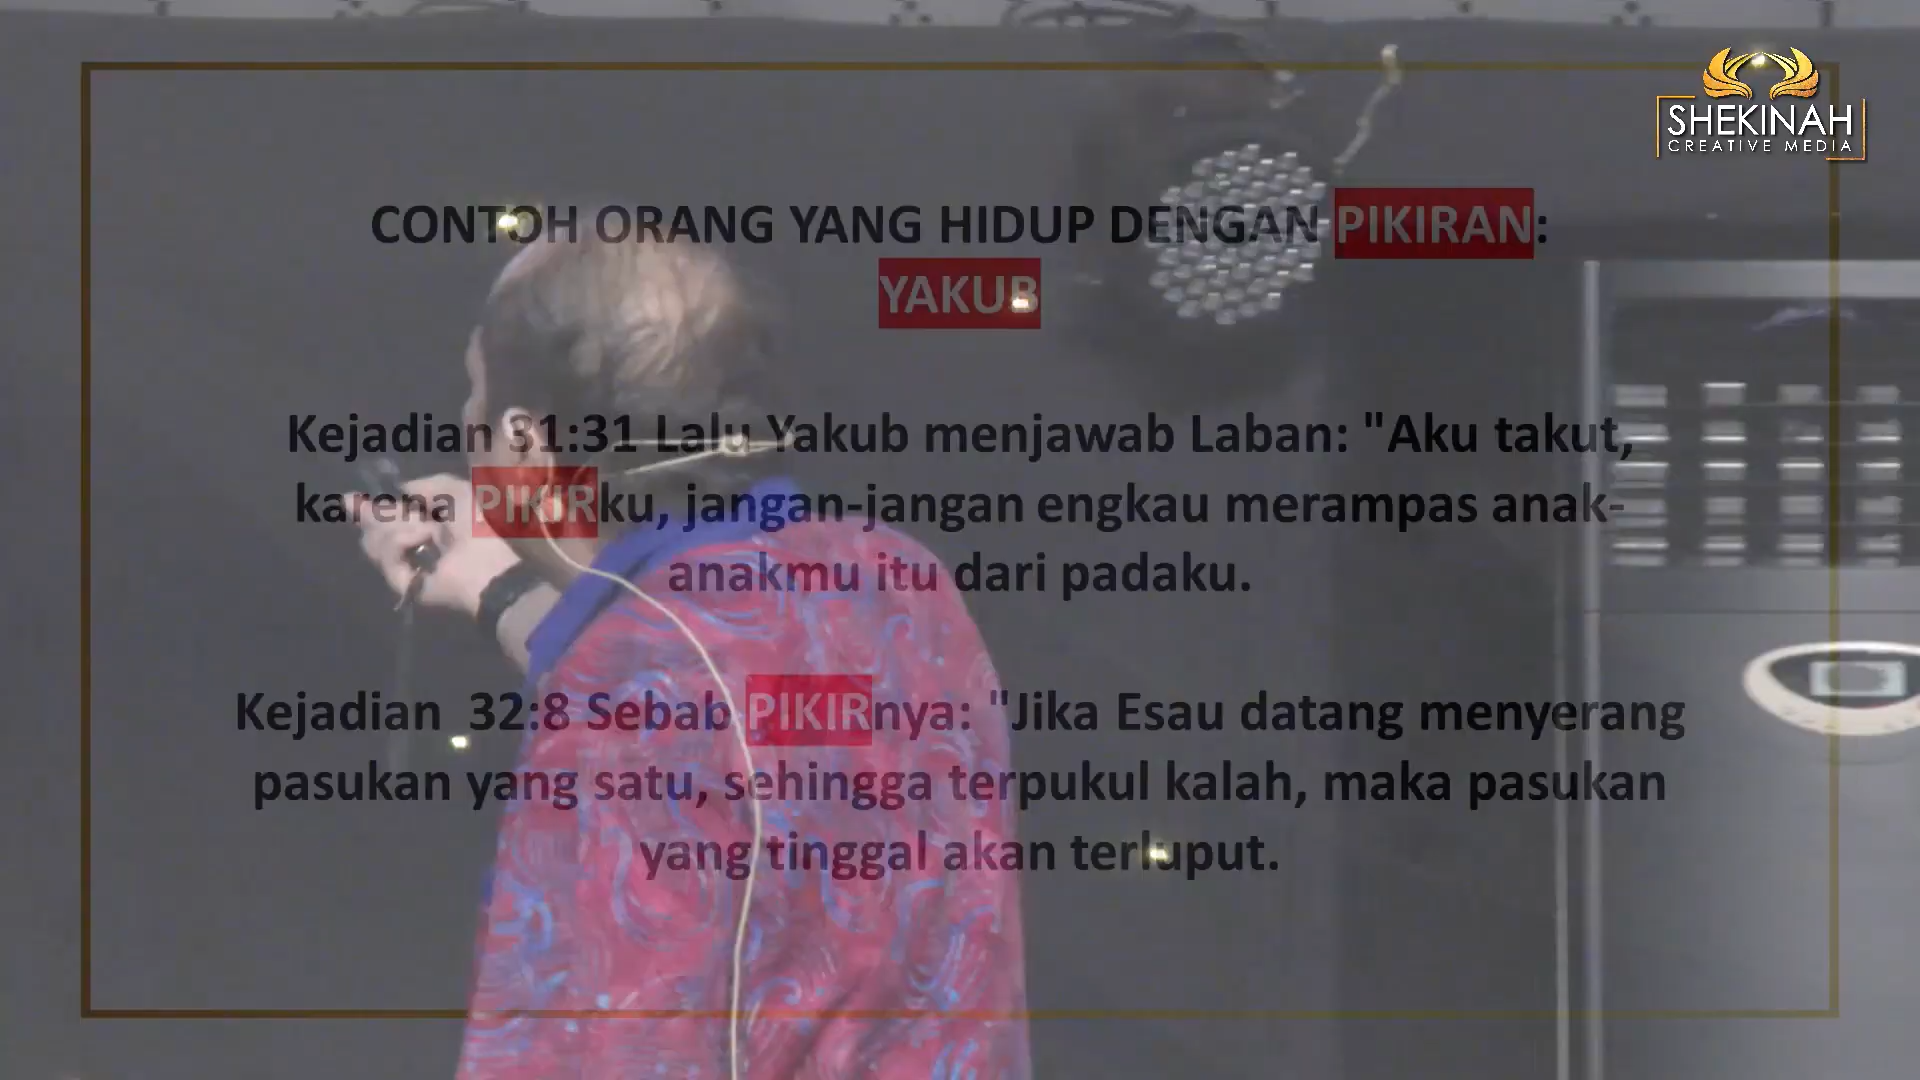 SHEKINAH
CREATIVE MEDIA
CONTOH ORANG YANG HIDUP DENGAN PIKIRAN:
YAKUB
Kejadian 31:31 Lalu Yakub menjawab Laban: "Aku takut,
karena PIKIRku, jangan-jangan engkau merampas anak-
anakmu itu dari padaku.
Kejadian 32:8 Sebab PIKIRnya: "Jika Esau datang menyerang
pasukan yang satu, sehingga terpukul kalah, maka pasukan
yang tinggal akan terluput.